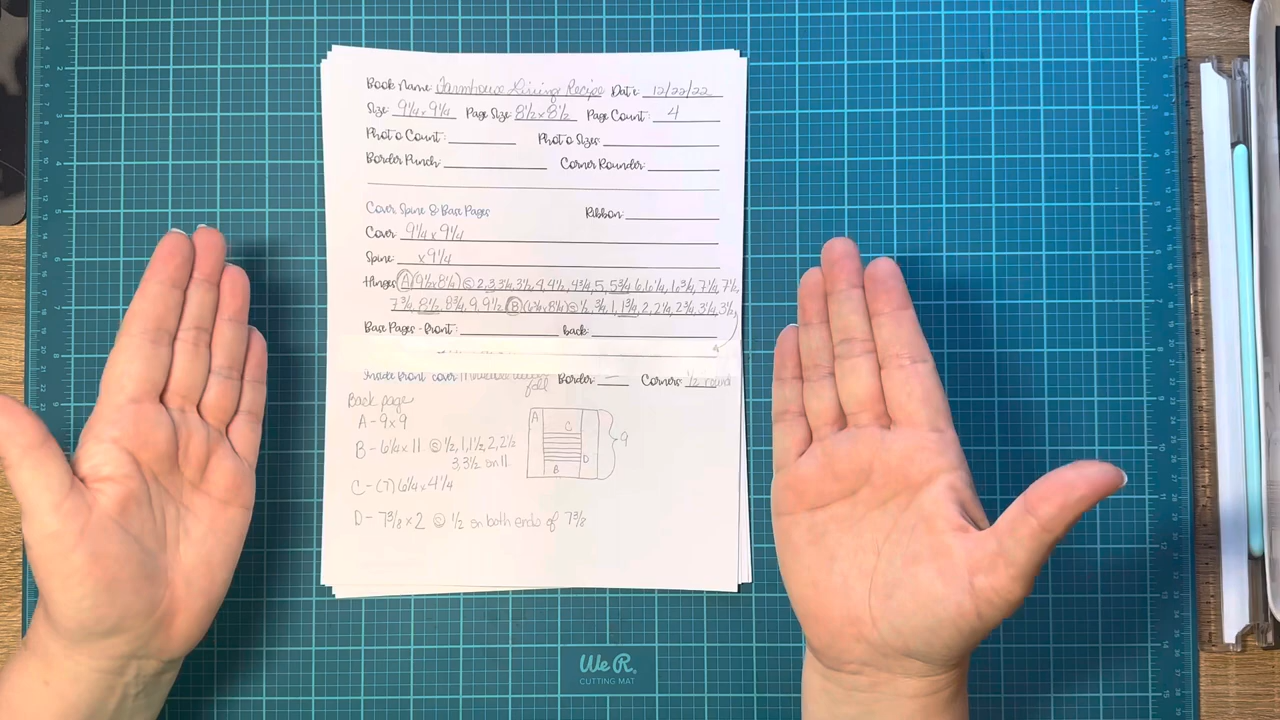 Book Name: Farmhouse Living Recipe Date: 12/22/22
Size: 9¼ x 9¼ Page Size: 8½ x 8½ Page Count: 4
Photo Count: Photo Sizes:
Border Punch: Corner Rounder:
Cover Spine & Base Pages Ribbon:
Cover: 9¼ x 9¼
Spine: x 9¼
Hinges: A (9½ x 8¼) @ 2, 3, 3¼, 3½, 4, 4½, 4¾, 5, 5¾, 6, 6¼, 6¾, 7¼, 7½,
7¾, 8½, 8¾, 9, 9½ B (6¾ x 8¼) @ ½, ¾, 1, 1¾, 2, 2¼, 2¾, 3¼, 3½
Base Pages - front: back:
Inside front cover: fall Border: Corners: ½ round
Back page
A - 9 x 9
B - 6¼ x 11 @ ½, 1, 1½, 2, 2½
3, 3½ on 11
C - (7) 6¼ x 4¼
D - 7⅜ x 2 @ ½ on both ends of 7⅜
A
C
B
D
9
We R®
CUTTING MAT